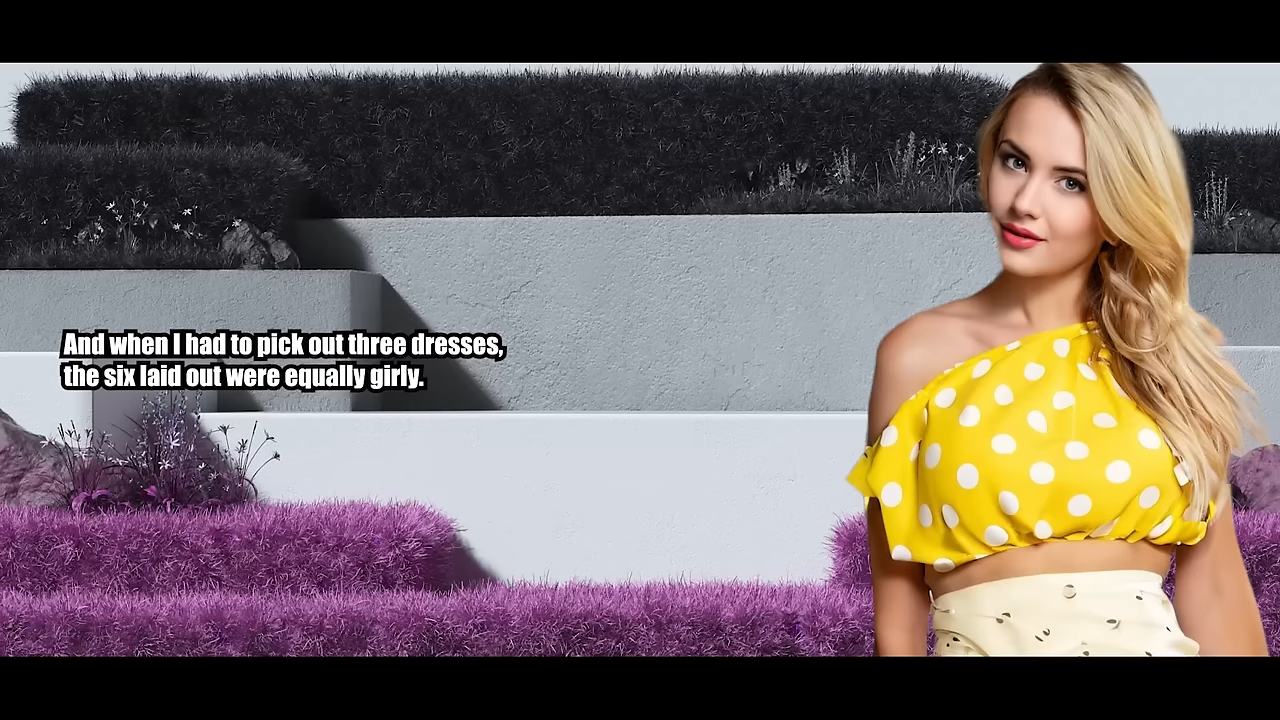 And when I had to pick out three dresses,
the six laid out were equally girly.